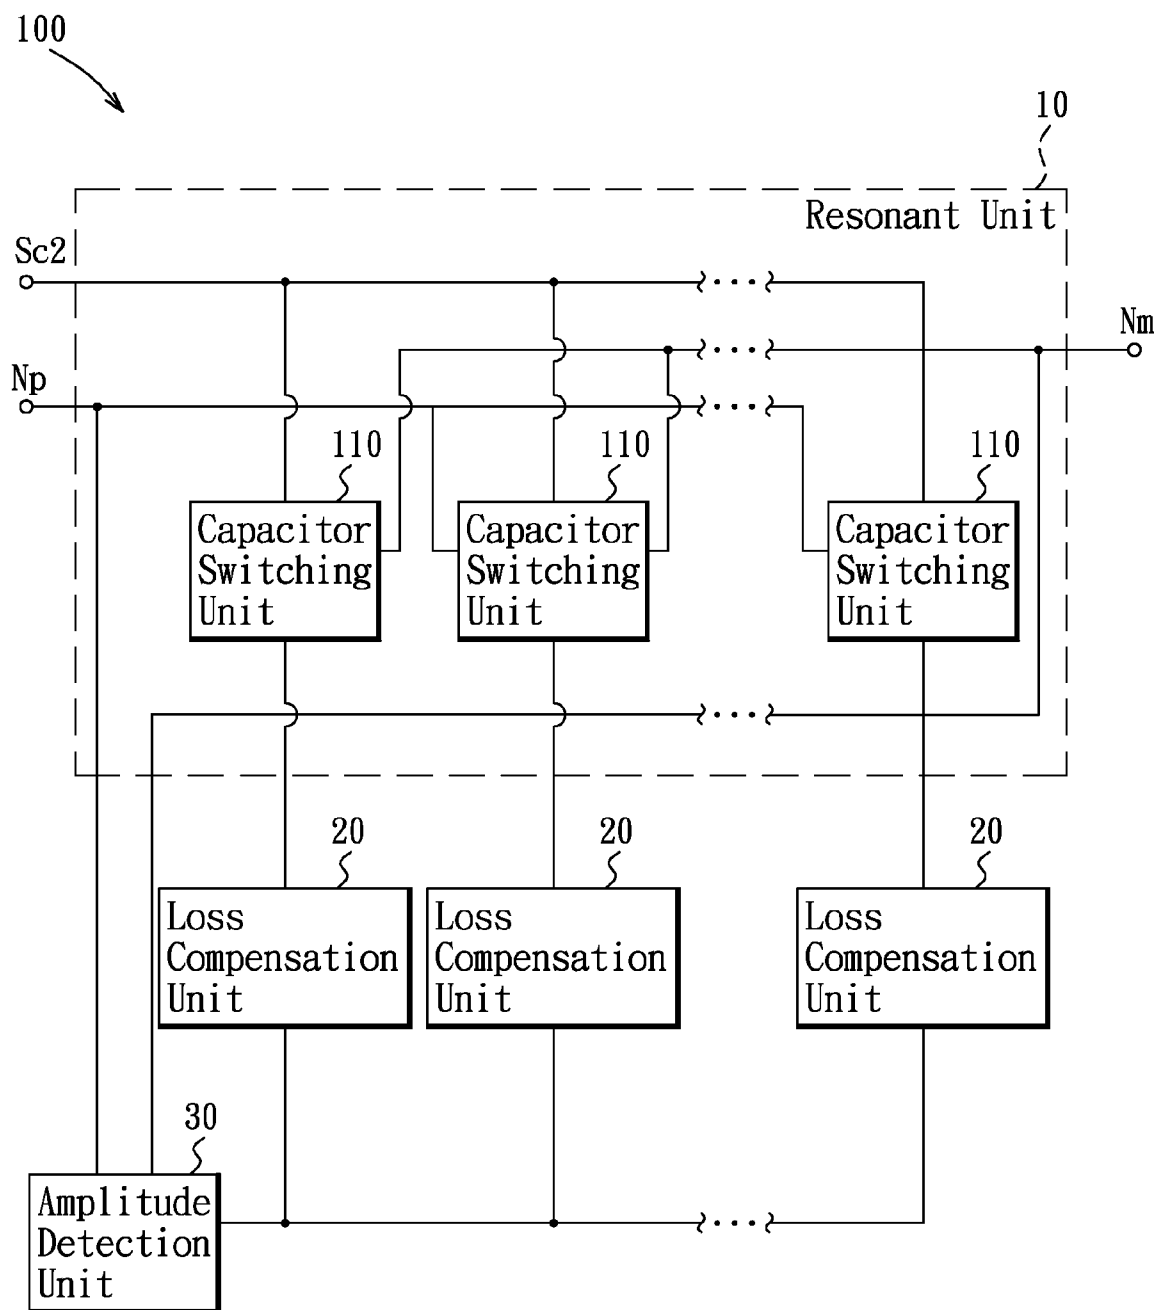 100
10
Resonant Unit
Sc2
Nm
Np
110
110
110
Capacitor
Switching
Unit
Capacitor
Switching
Unit
Capacitor
Switching
Unit
20
20
20
Loss
Compensation
Unit
Loss
Compensation
Unit
Loss
Compensation
Unit
30
Amplitude
Detection
Unit